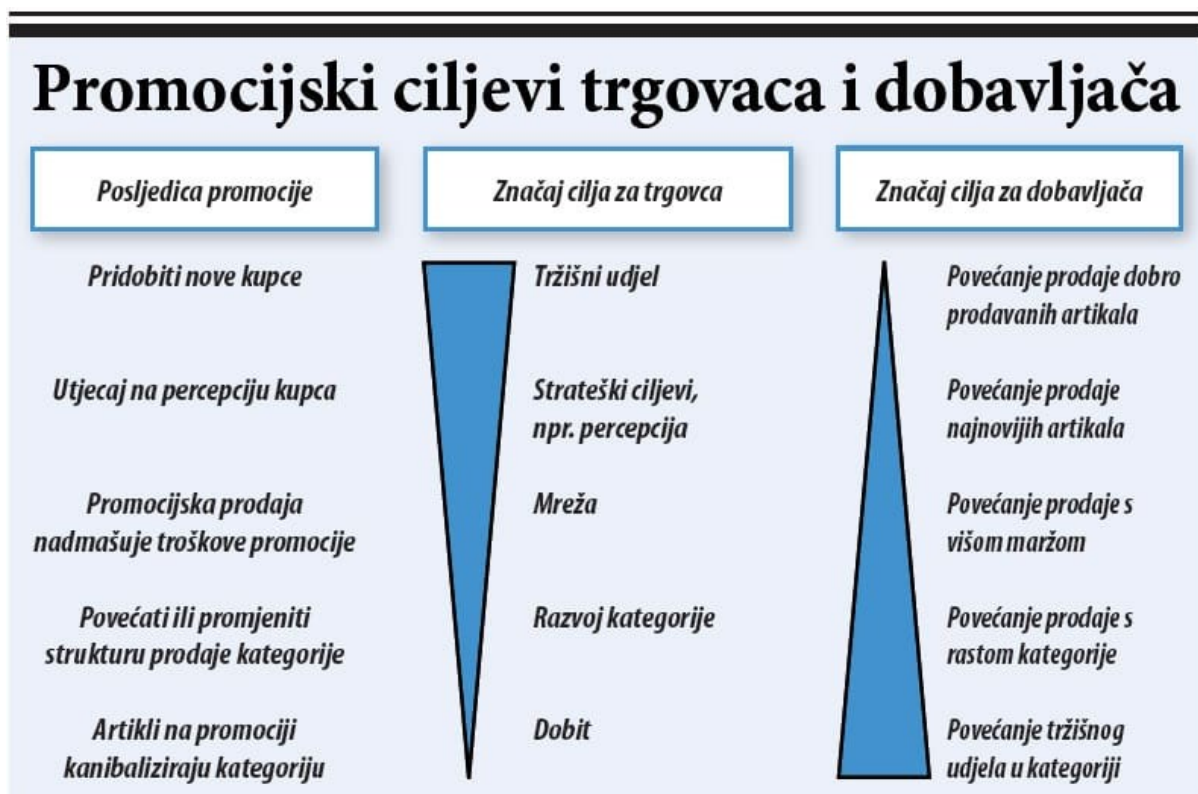 Promocijski ciljevi trgovaca i dobavljača
Posljedica promocije
Značaj cilja za trgovca
Značaj cilja za dobavljača
Pridobiti nove kupce
Tržišni udjel
Povećanje prodaje dobro
prodavanih artikala
Utjecaj na percepciju kupca
Strateški ciljevi,
npr. percepcija
Povećanje prodaje
najnovijih artikala
Promocijska prodaja
nadmašuje troškove promocije
Mreža
Povećanje prodaje s
višom maržom
Povećati ili promjeniti
strukturu prodaje kategorije
Razvoj kategorije
Povećanje prodaje s
rastom kategorije
Artikli na promociji
kanibaliziraju kategoriju
Dobit
Povećanje tržišnog
udjela u kategoriji